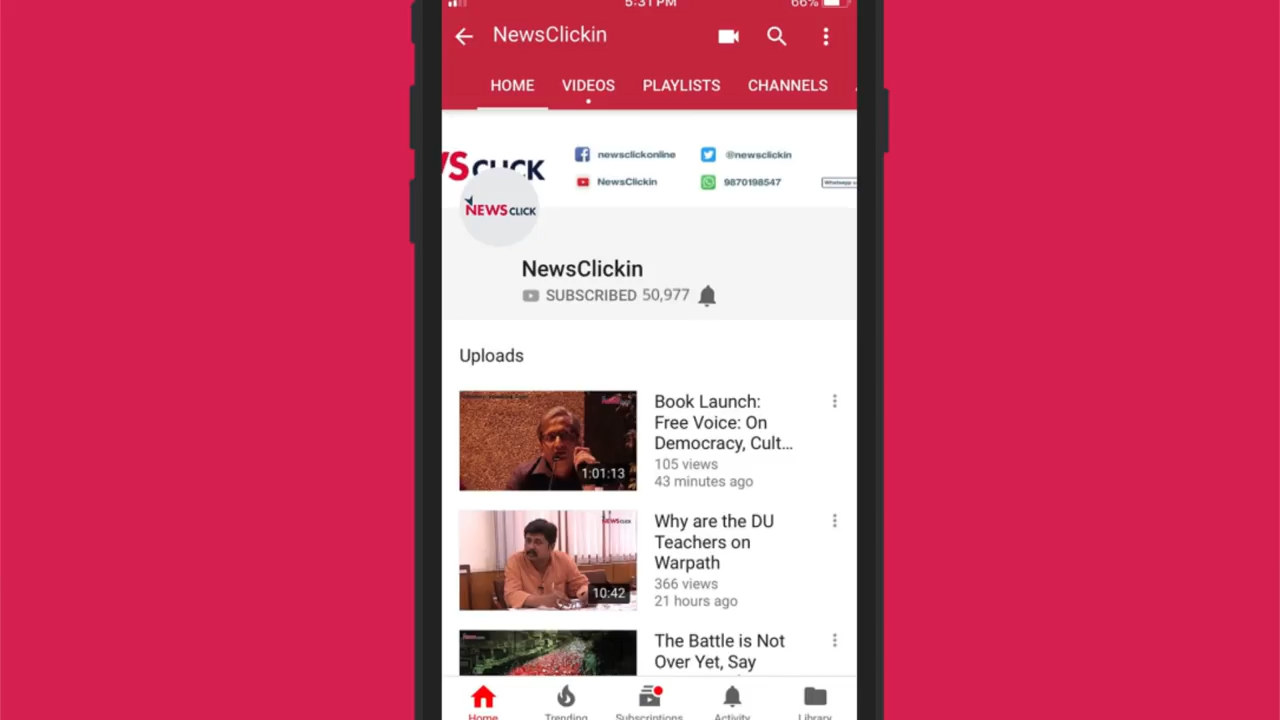 5:31 PM
66%
NewsClickin
HOME
VIDEOS
PLAYLISTS
CHANNELS
WS CLICK
newsclickonline
@newsclickin
NewsClickin
9870198547
NEWS CLICK
NewsClickin
SUBSCRIBED 50,977
Uploads
Book Launch:
Free Voice: On
Democracy, Cult...
105 views
43 minutes ago
1:01:13
Why are the DU
Teachers on
Warpath
366 views
21 hours ago
NEWSCLICK
10:42
The Battle is Not
Over Yet, Say
Home
Trending
Subscriptions
Activity
Library